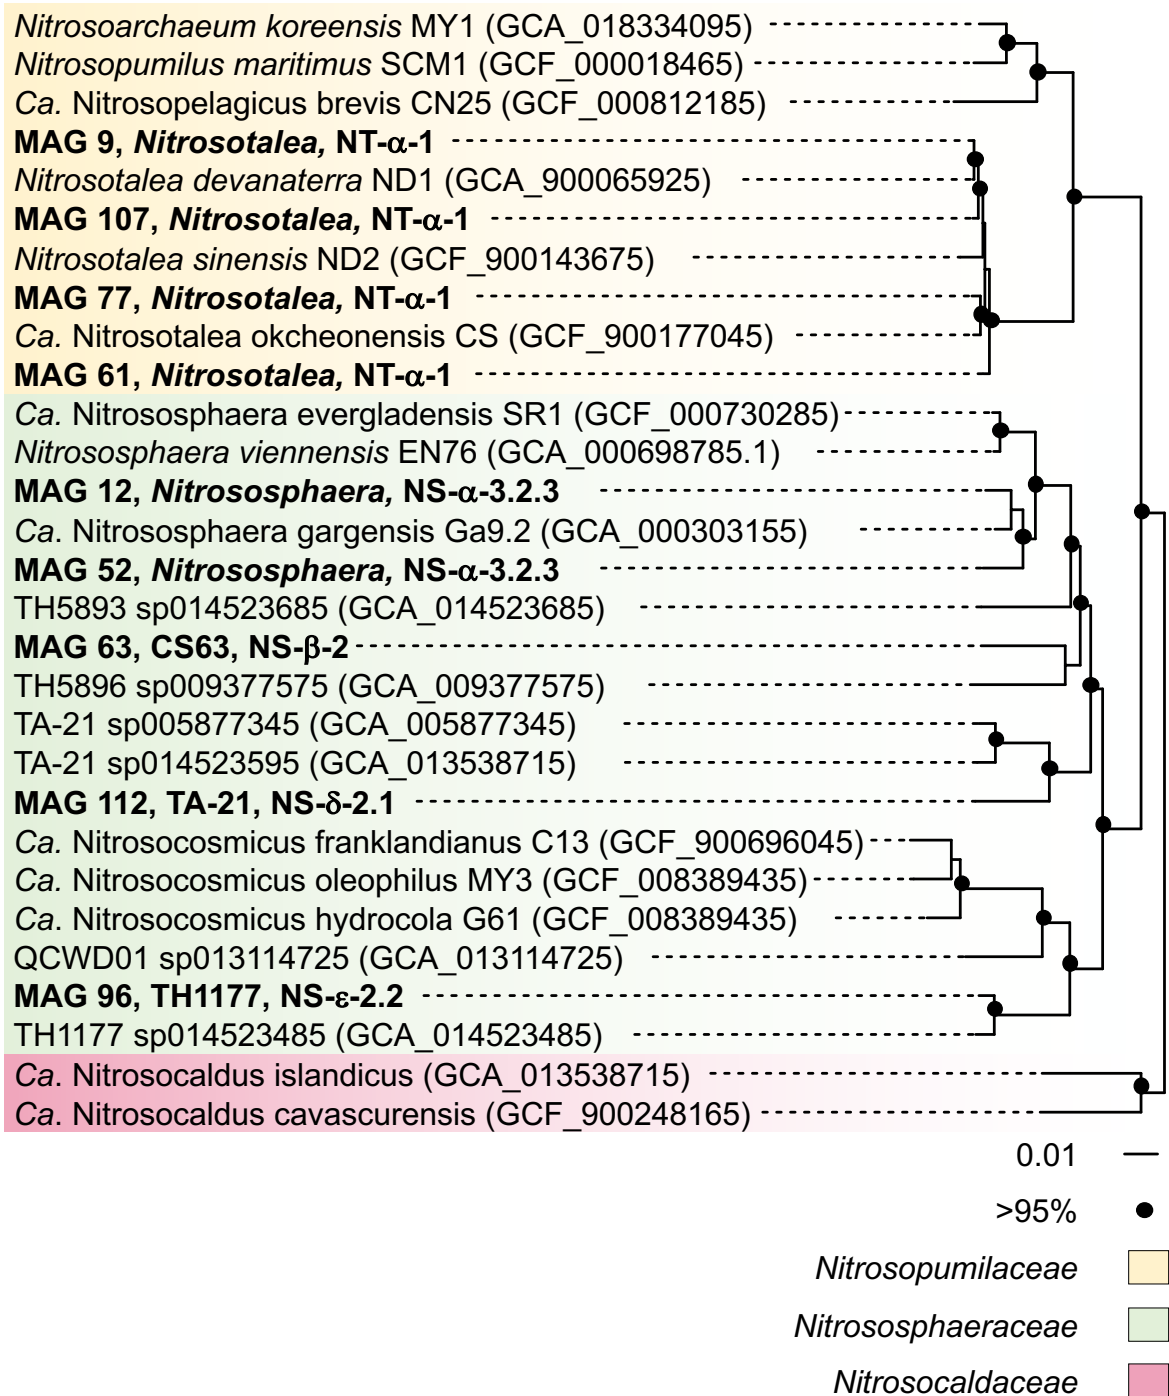 Nitrosoarchaeum koreensis MY1 (GCA_018334095)
Nitrosopumilus maritimus SCM1 (GCF_000018465)
Ca. Nitrosopelagicus brevis CN25 (GCF_000812185)
MAG 9, Nitrosotalea, NT-α-1
Nitrosotalea devanaterra ND1 (GCA_900065925)
MAG 107, Nitrosotalea, NT-α-1
Nitrosotalea sinensis ND2 (GCF_900143675)
MAG 77, Nitrosotalea, NT-α-1
Ca. Nitrosotalea okcheonensis CS (GCF_900177045)
MAG 61, Nitrosotalea, NT-α-1
Ca. Nitrososphaera evergladensis SR1 (GCF_000730285)
Nitrososphaera viennensis EN76 (GCA_000698785.1)
MAG 12, Nitrososphaera, NS-α-3.2.3
Ca. Nitrososphaera gargensis Ga9.2 (GCA_000303155)
MAG 52, Nitrososphaera, NS-α-3.2.3
TH5893 sp014523685 (GCA_014523685)
MAG 63, CS63, NS-β-2
TH5896 sp009377575 (GCA_009377575)
TA-21 sp005877345 (GCA_005877345)
TA-21 sp014523595 (GCA_013538715)
MAG 112, TA-21, NS-δ-2.1
Ca. Nitrosocosmicus franklandianus C13 (GCF_900696045)
Ca. Nitrosocosmicus oleophilus MY3 (GCF_008389435)
Ca. Nitrosocosmicus hydrocola G61 (GCF_008389435)
QCWD01 sp013114725 (GCA_013114725)
MAG 96, TH1177, NS-ε-2.2
TH1177 sp014523485 (GCA_014523485)
Ca. Nitrosocaldus islandicus (GCA_013538715)
Ca. Nitrosocaldus cavascurensis (GCF_900248165)
0.01
>95%
Nitrosopumilaceae
Nitrososphaeraceae
Nitrosocaldaceae